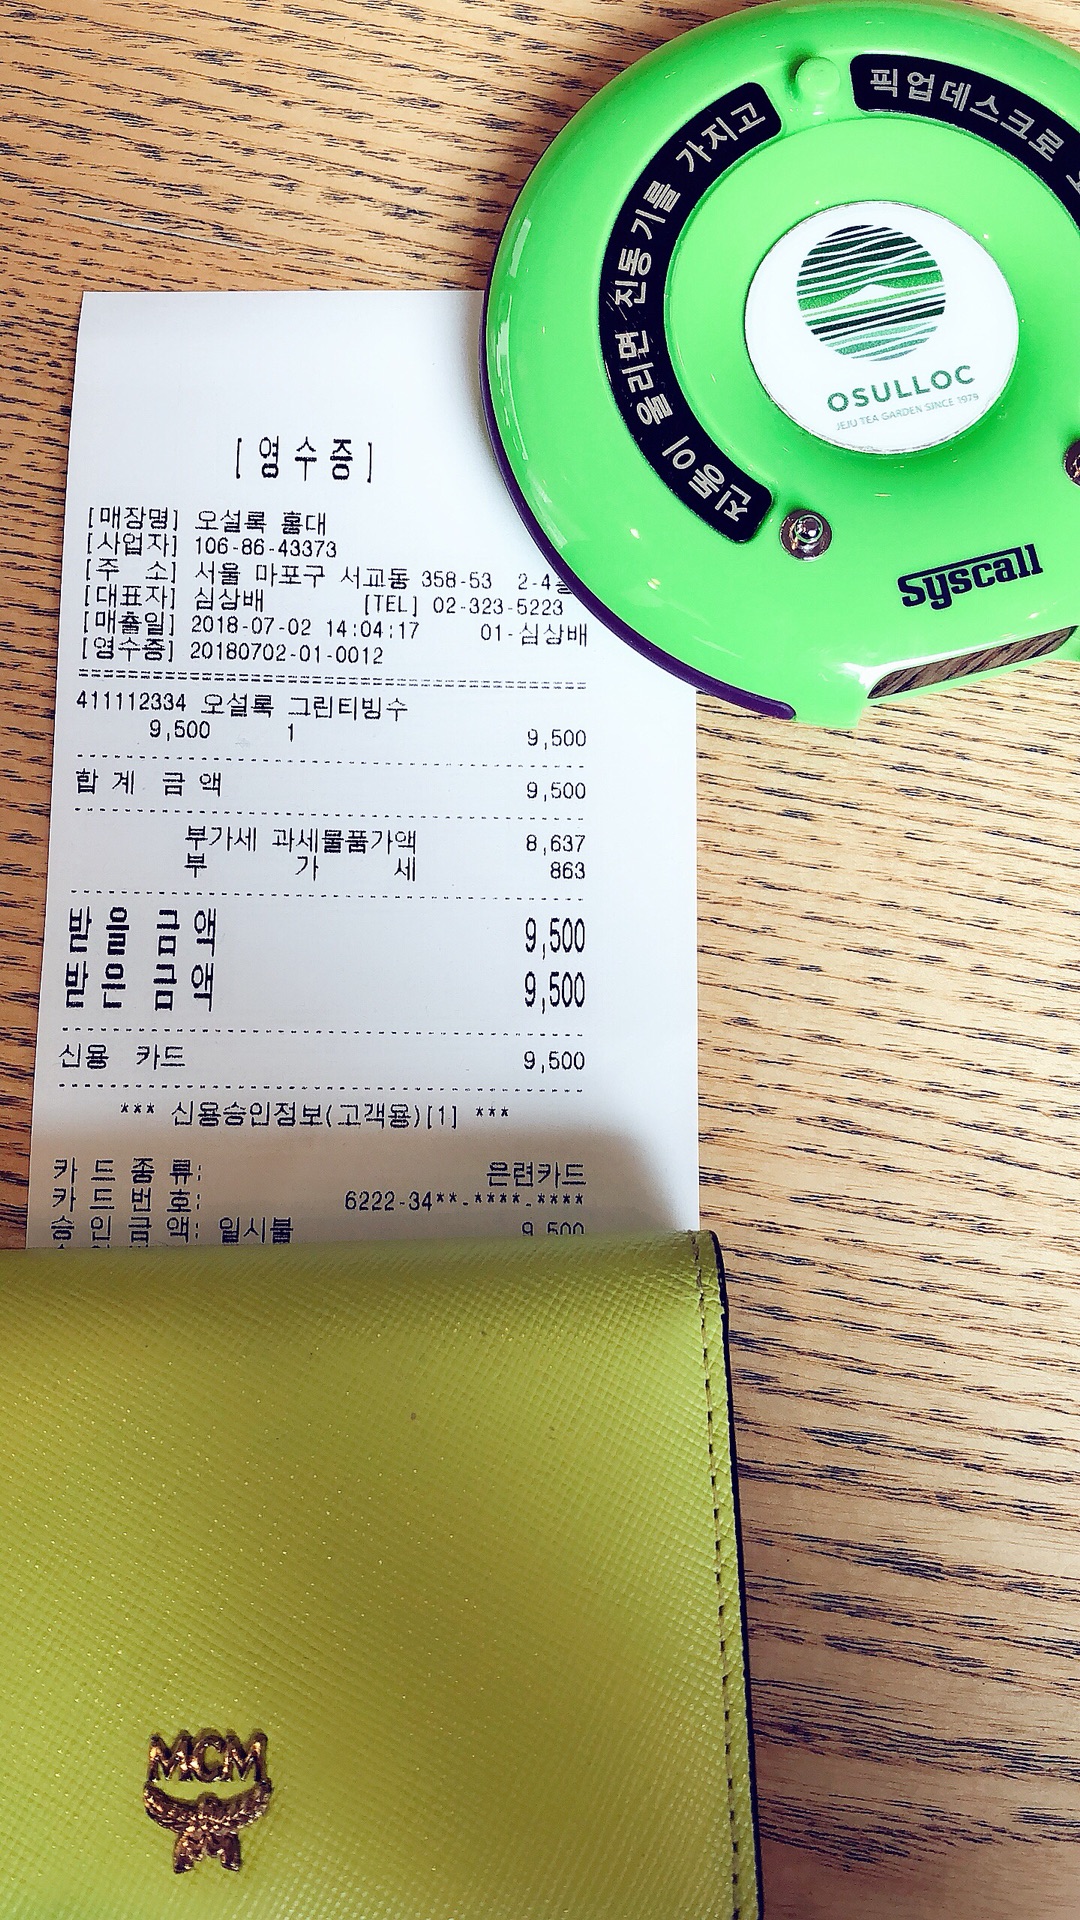 [영수증]
[매장명] 오설록 홍대
[사업자] 106-86-43373
[주 소] 서울 마포구 서교동 358-53 2-4
[대표자] 심상배 [TEL] 02-323-5223
[매출일] 2018-07-02 14:04:17 01-심상배
[영수증] 20180702-01-0012
411112334 오설록 그린티빙수
9,500 1 9,500
합 계 금 액 9,500
부가세 과세물품가액 8,637
부 가 세 863
받 을 금 액 9,500
받 은 금 액 9,500
신용 카드 9,500
*** 신용승인정보(고객용)[1] ***
카 드 종 류: 은련카드
카 드 번 호: 6222-34**-****-****
승 인 금 액: 일시불 9,500
진동이 울리면 진동기를 가지고
픽업데스크로
OSULLOC
JEJU TEA GARDEN SINCE 1979
Syscall
MCM